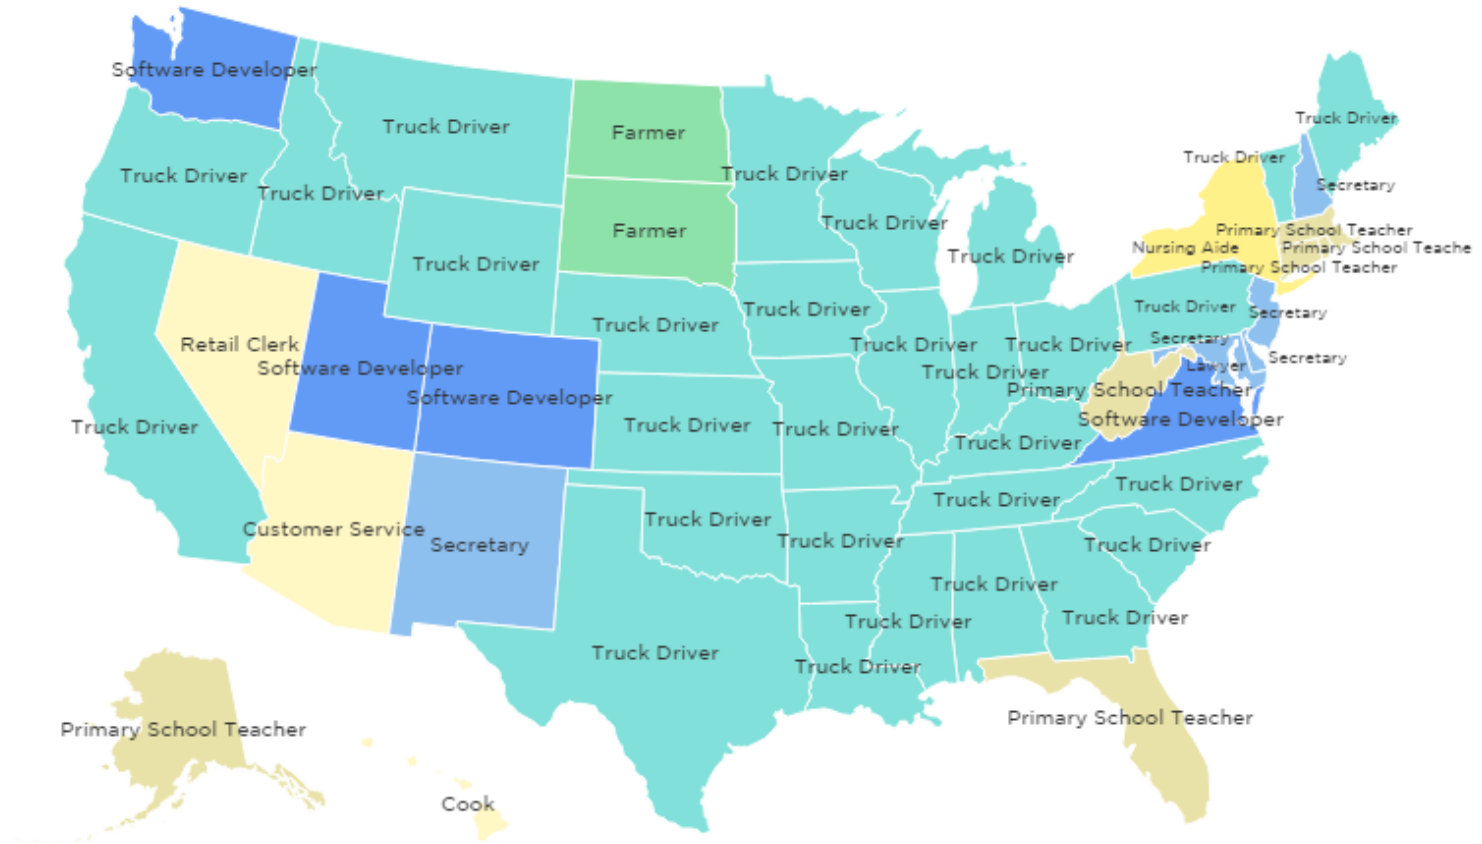 Software Developer
Truck Driver
Farmer
Truck Driver
Truck Driver
Truck Driver
Truck Driver
Truck Driver
Truck Driver
Secretary
Truck Driver
Farmer
Primary School Teacher
Nursing Aide
Primary School Teache
Truck Driver
Truck Driver
Primary School Teacher
Truck Driver
Truck Driver
Secretary
Truck Driver
Secretary
Retail Clerk
Truck Driver
Truck Driver
Secretary
Software Developer
Lawyer
Truck Driver
Primary School Teacher
Software Developer
Software Developer
Truck Driver
Truck Driver
Truck Driver
Truck Driver
Truck Driver
Truck Driver
Truck Driver
Customer Service
Secretary
Truck Driver
Truck Driver
Truck Driver
Truck Driver
Truck Driver
Truck Driver
Truck Driver
Primary School Teacher
Primary School Teacher
Cook